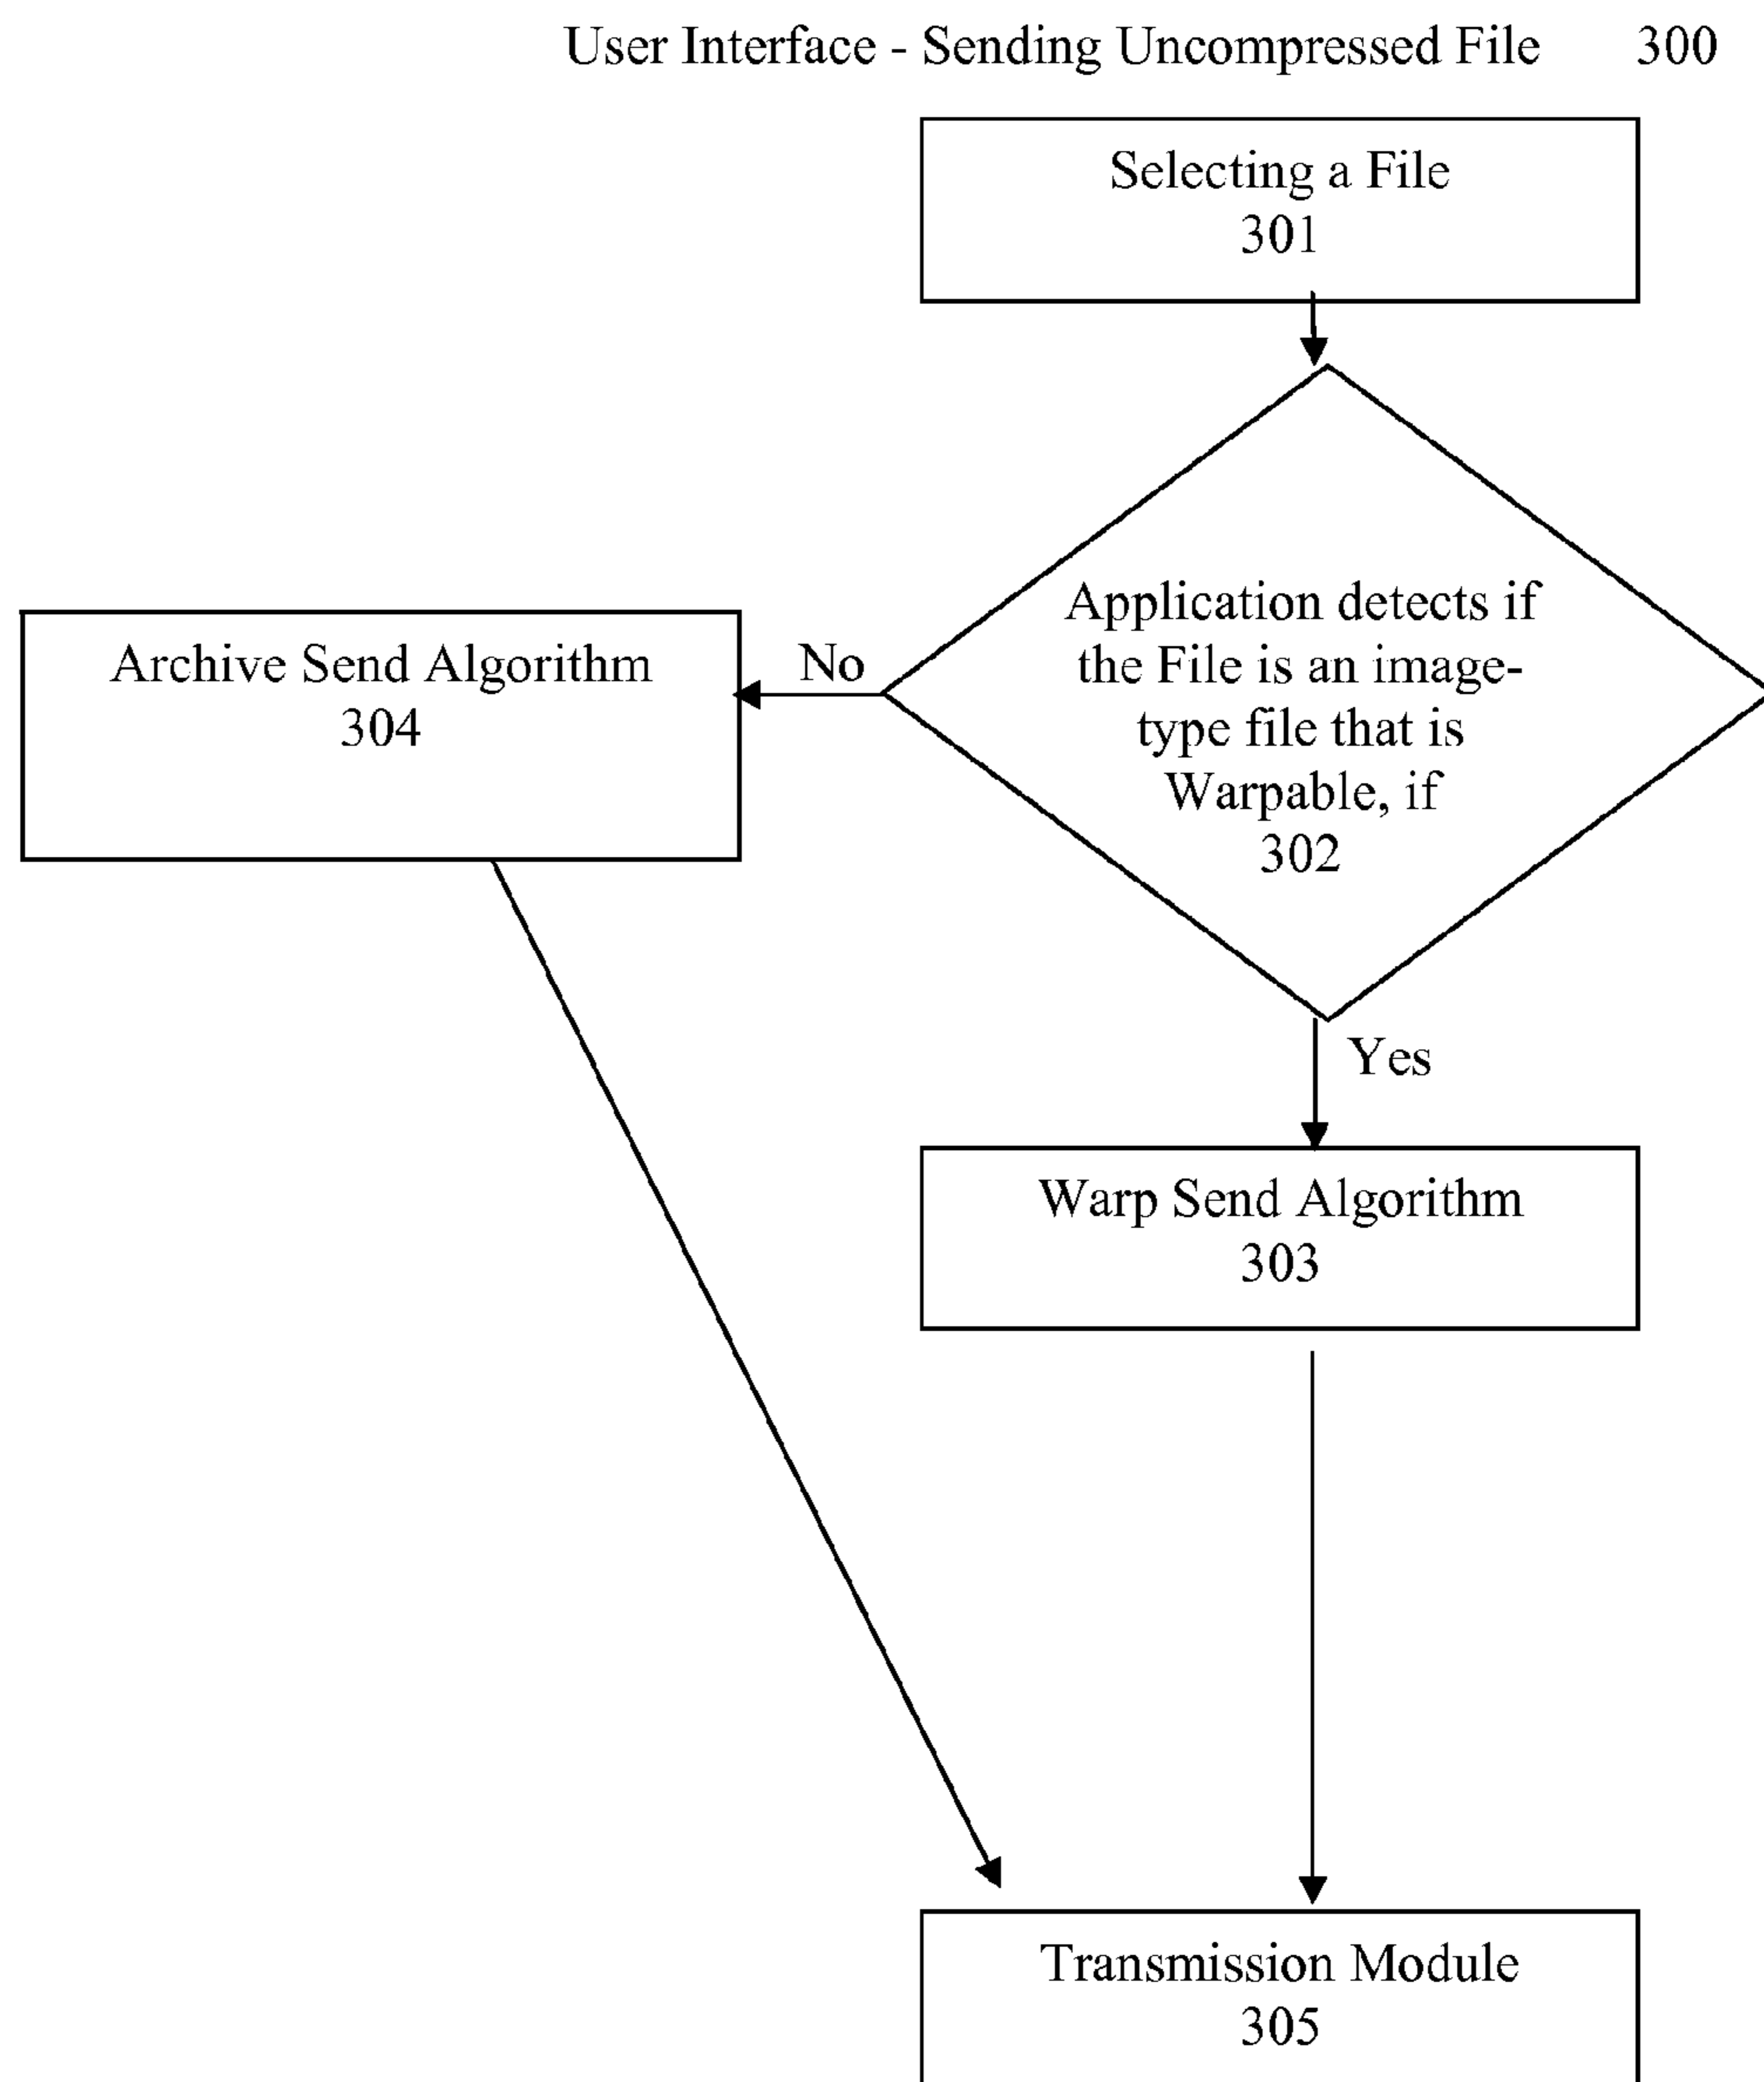 User Interface - Sending Uncompressed File 300
Selecting a File
301
Application detects if
the File is an image-
type file that is
Warpable, if
302
No
Archive Send Algorithm
304
Yes
Warp Send Algorithm
303
Transmission Module
305